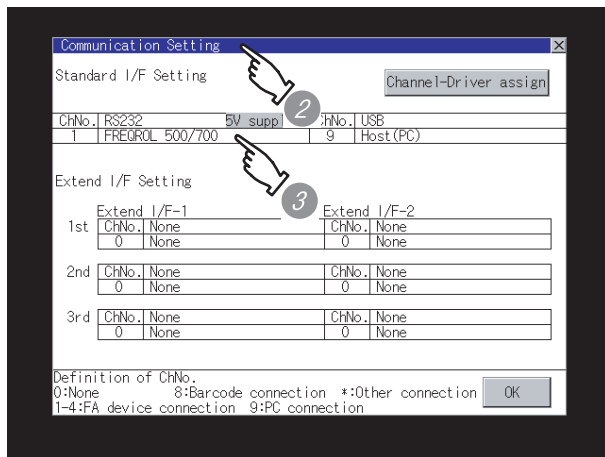 Communication Setting
Standard I/F Setting
Channel-Driver assign
ChNo. RS232 5V suppl ChNo. USB
1 FREQROL 500/700 9 Host(PC)
2
3
Extend I/F Setting
Extend I/F-1 Extend I/F-2
1st ChNo. None ChNo. None
0 None 0 None
2nd ChNo. None ChNo. None
0 None 0 None
3rd ChNo. None ChNo. None
0 None 0 None
Definition of ChNo.
0:None 8:Barcode connection *:Other connection
1-4:FA device connection 9:PC connection
OK